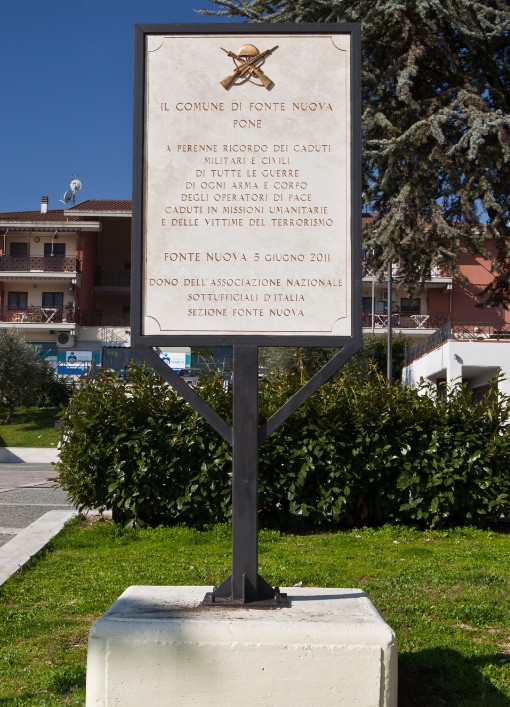 IL COMUNE DI FONTE NUOVA
PONE
A PERENNE RICORDO DEI CADUTI
MILITARI E CIVILI
DI TUTTE LE GUERRE
DI OGNI ARMA E CORPO
DEGLI OPERATORI DI PACE
CADUTI IN MISSIONI UMANITARIE
E DELLE VITTIME DEL TERRORISMO
FONTE NUOVA 5 GIUGNO 2011
DONO DELL'ASSOCIAZIONE NAZIONALE
SOTTUFFICIALI D'ITALIA
SEZIONE FONTE NUOVA